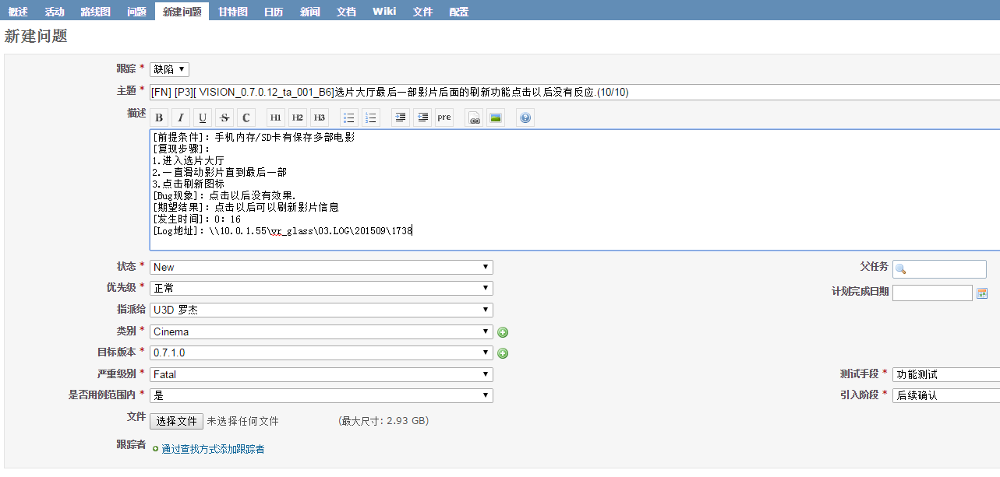 概述 活动 路线图 问题 新建问题 甘特图 日历 新闻 文档 Wiki 文件 配置
新建问题
跟踪 * 缺陷
主题 * [FN] [P3][ VISION_0.7.0.12_ta_001_B6]选片大厅最后一部影片后面的刷新功能点击以后没有反应.(10/10)
描述 B I U S C H1 H2 H3 pre
[前提条件]: 手机内存/SD卡有保存多部电影
[复现步骤]:
1.进入选片大厅
2.一直滑动影片直到最后一部
3.点击刷新图标
[Bug现象]: 点击以后没有效果.
[期望结果]: 点击以后可以刷新影片信息
[发生时间]: 0: 16
[Log地址]: \\10.0.1.55\vr_glass\03.LOG\201509\1738
状态 * New 父任务
优先级 * 正常 计划完成日期
指派给 U3D 罗杰
类别 * Cinema
目标版本 * 0.7.1.0
严重级别 * Fatal 测试手段 * 功能测试
是否用例范围内 * 是 引入阶段 * 后续确认
文件 选择文件 未选择任何文件 (最大尺寸: 2.93 GB)
跟踪者 通过查找方式添加跟踪者